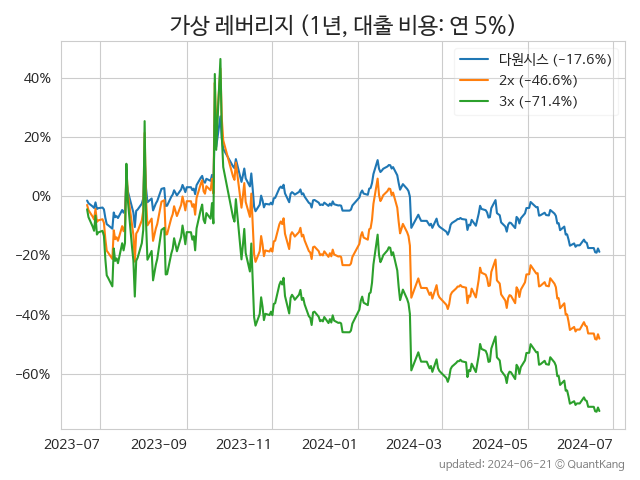 가상 레버리지 (1년, 대출 비용: 연 5%)
다원시스 (-17.6%)
2x (-46.6%)
3x (-71.4%)
40%
20%
0%
-20%
-40%
-60%
2023-07 2023-09 2023-11 2024-01 2024-03 2024-05 2024-07
updated: 2024-06-21 © QuantKang